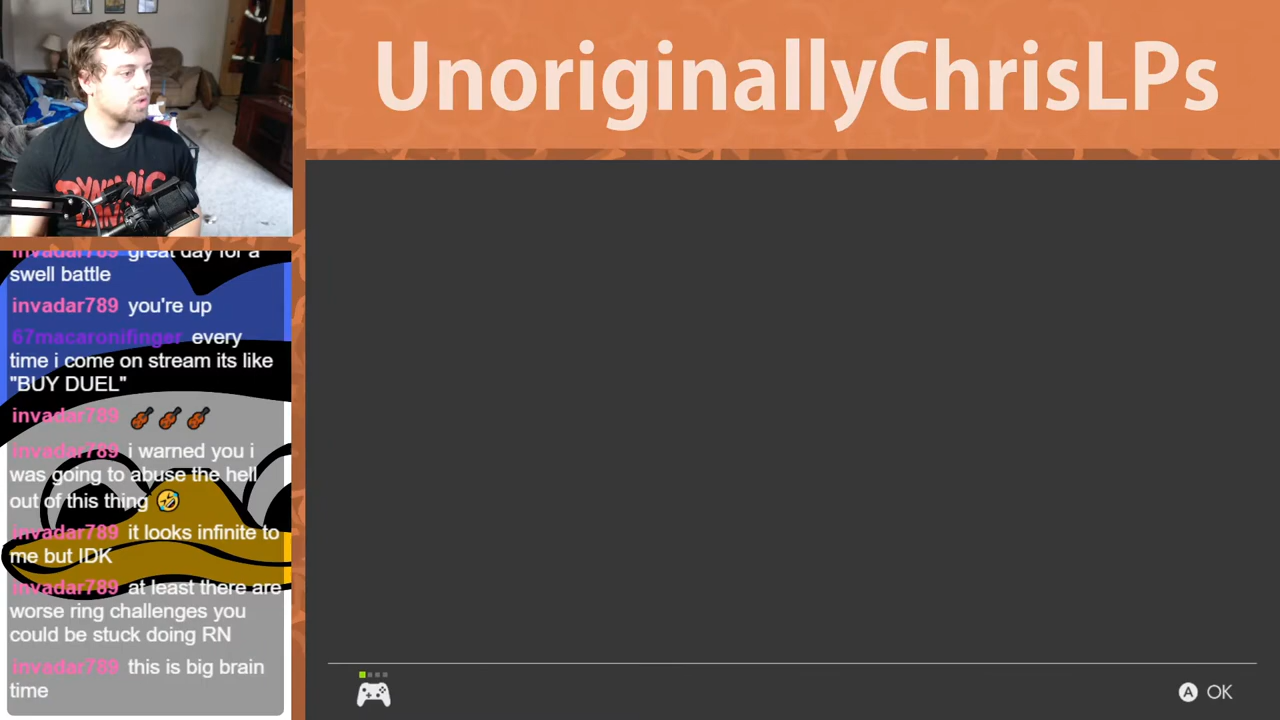 UnoriginallyChrisLPs
DYNAMIC
invadar789 great day for a
swell battle
invadar789 you're up
67macaronifinger every
time i come on stream its like
"BUY DUEL"
invadar789 🎻🎻🎻
invadar789 i warned you i
was going to abuse the hell
out of this thing 🤣
invadar789 it looks infinite to
me but IDK
invadar789 at least there are
worse ring challenges you
could be stuck doing RN
invadar789 this is big brain
time
A OK